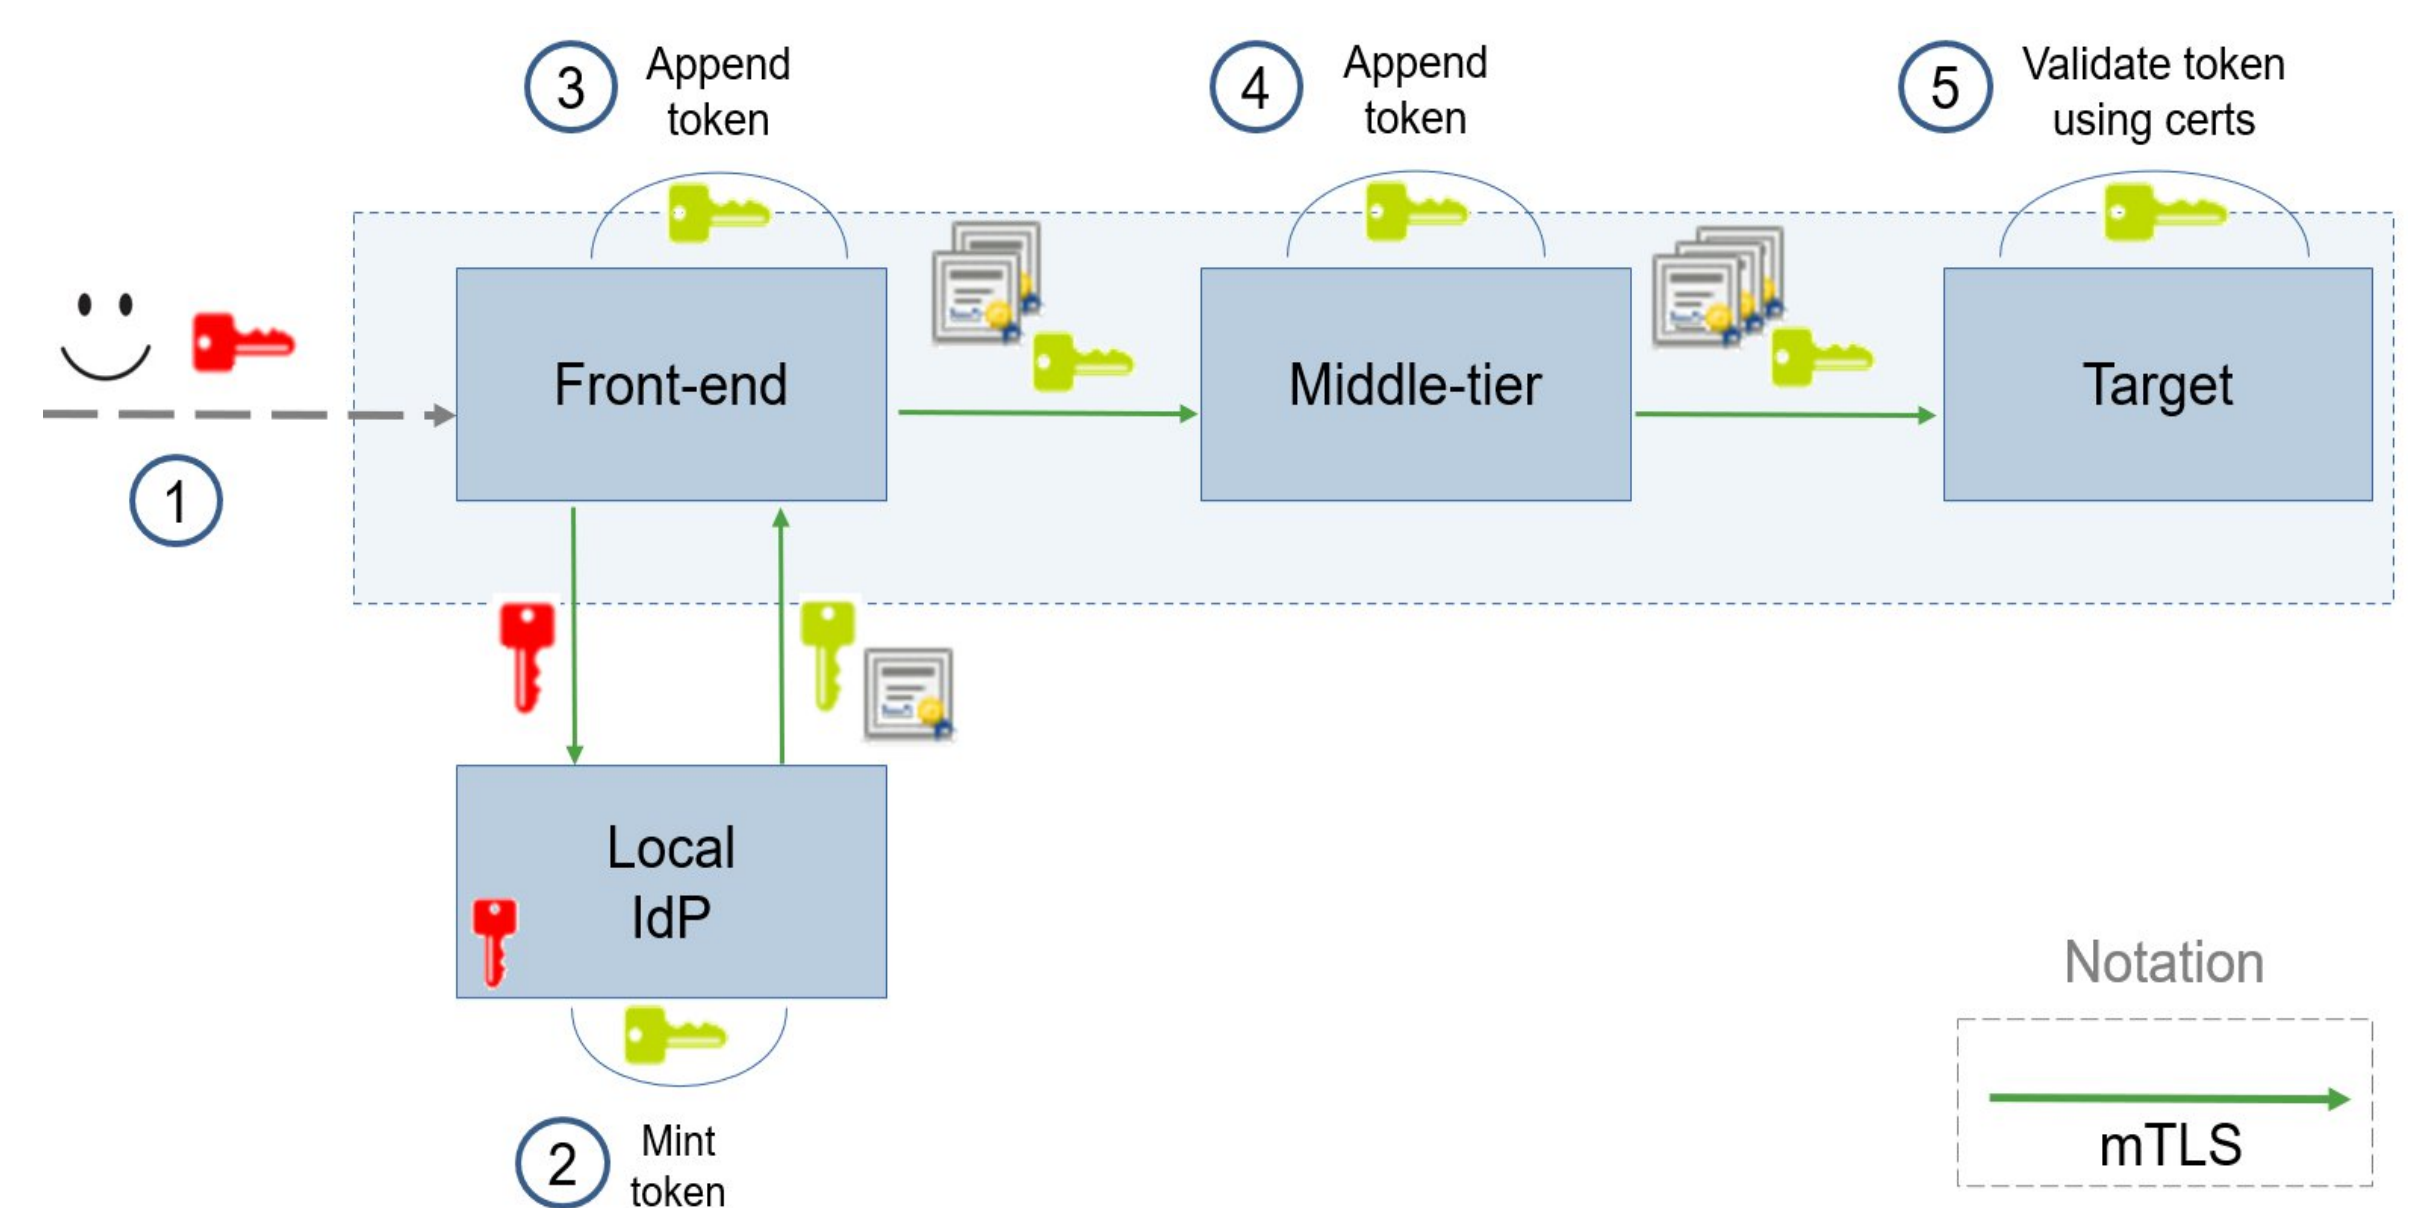 3
Append
token
4
Append
token
5
Validate token
using certs
1
Front-end
Middle-tier
Target
Local
IdP
2
Mint
token
Notation
mTLS